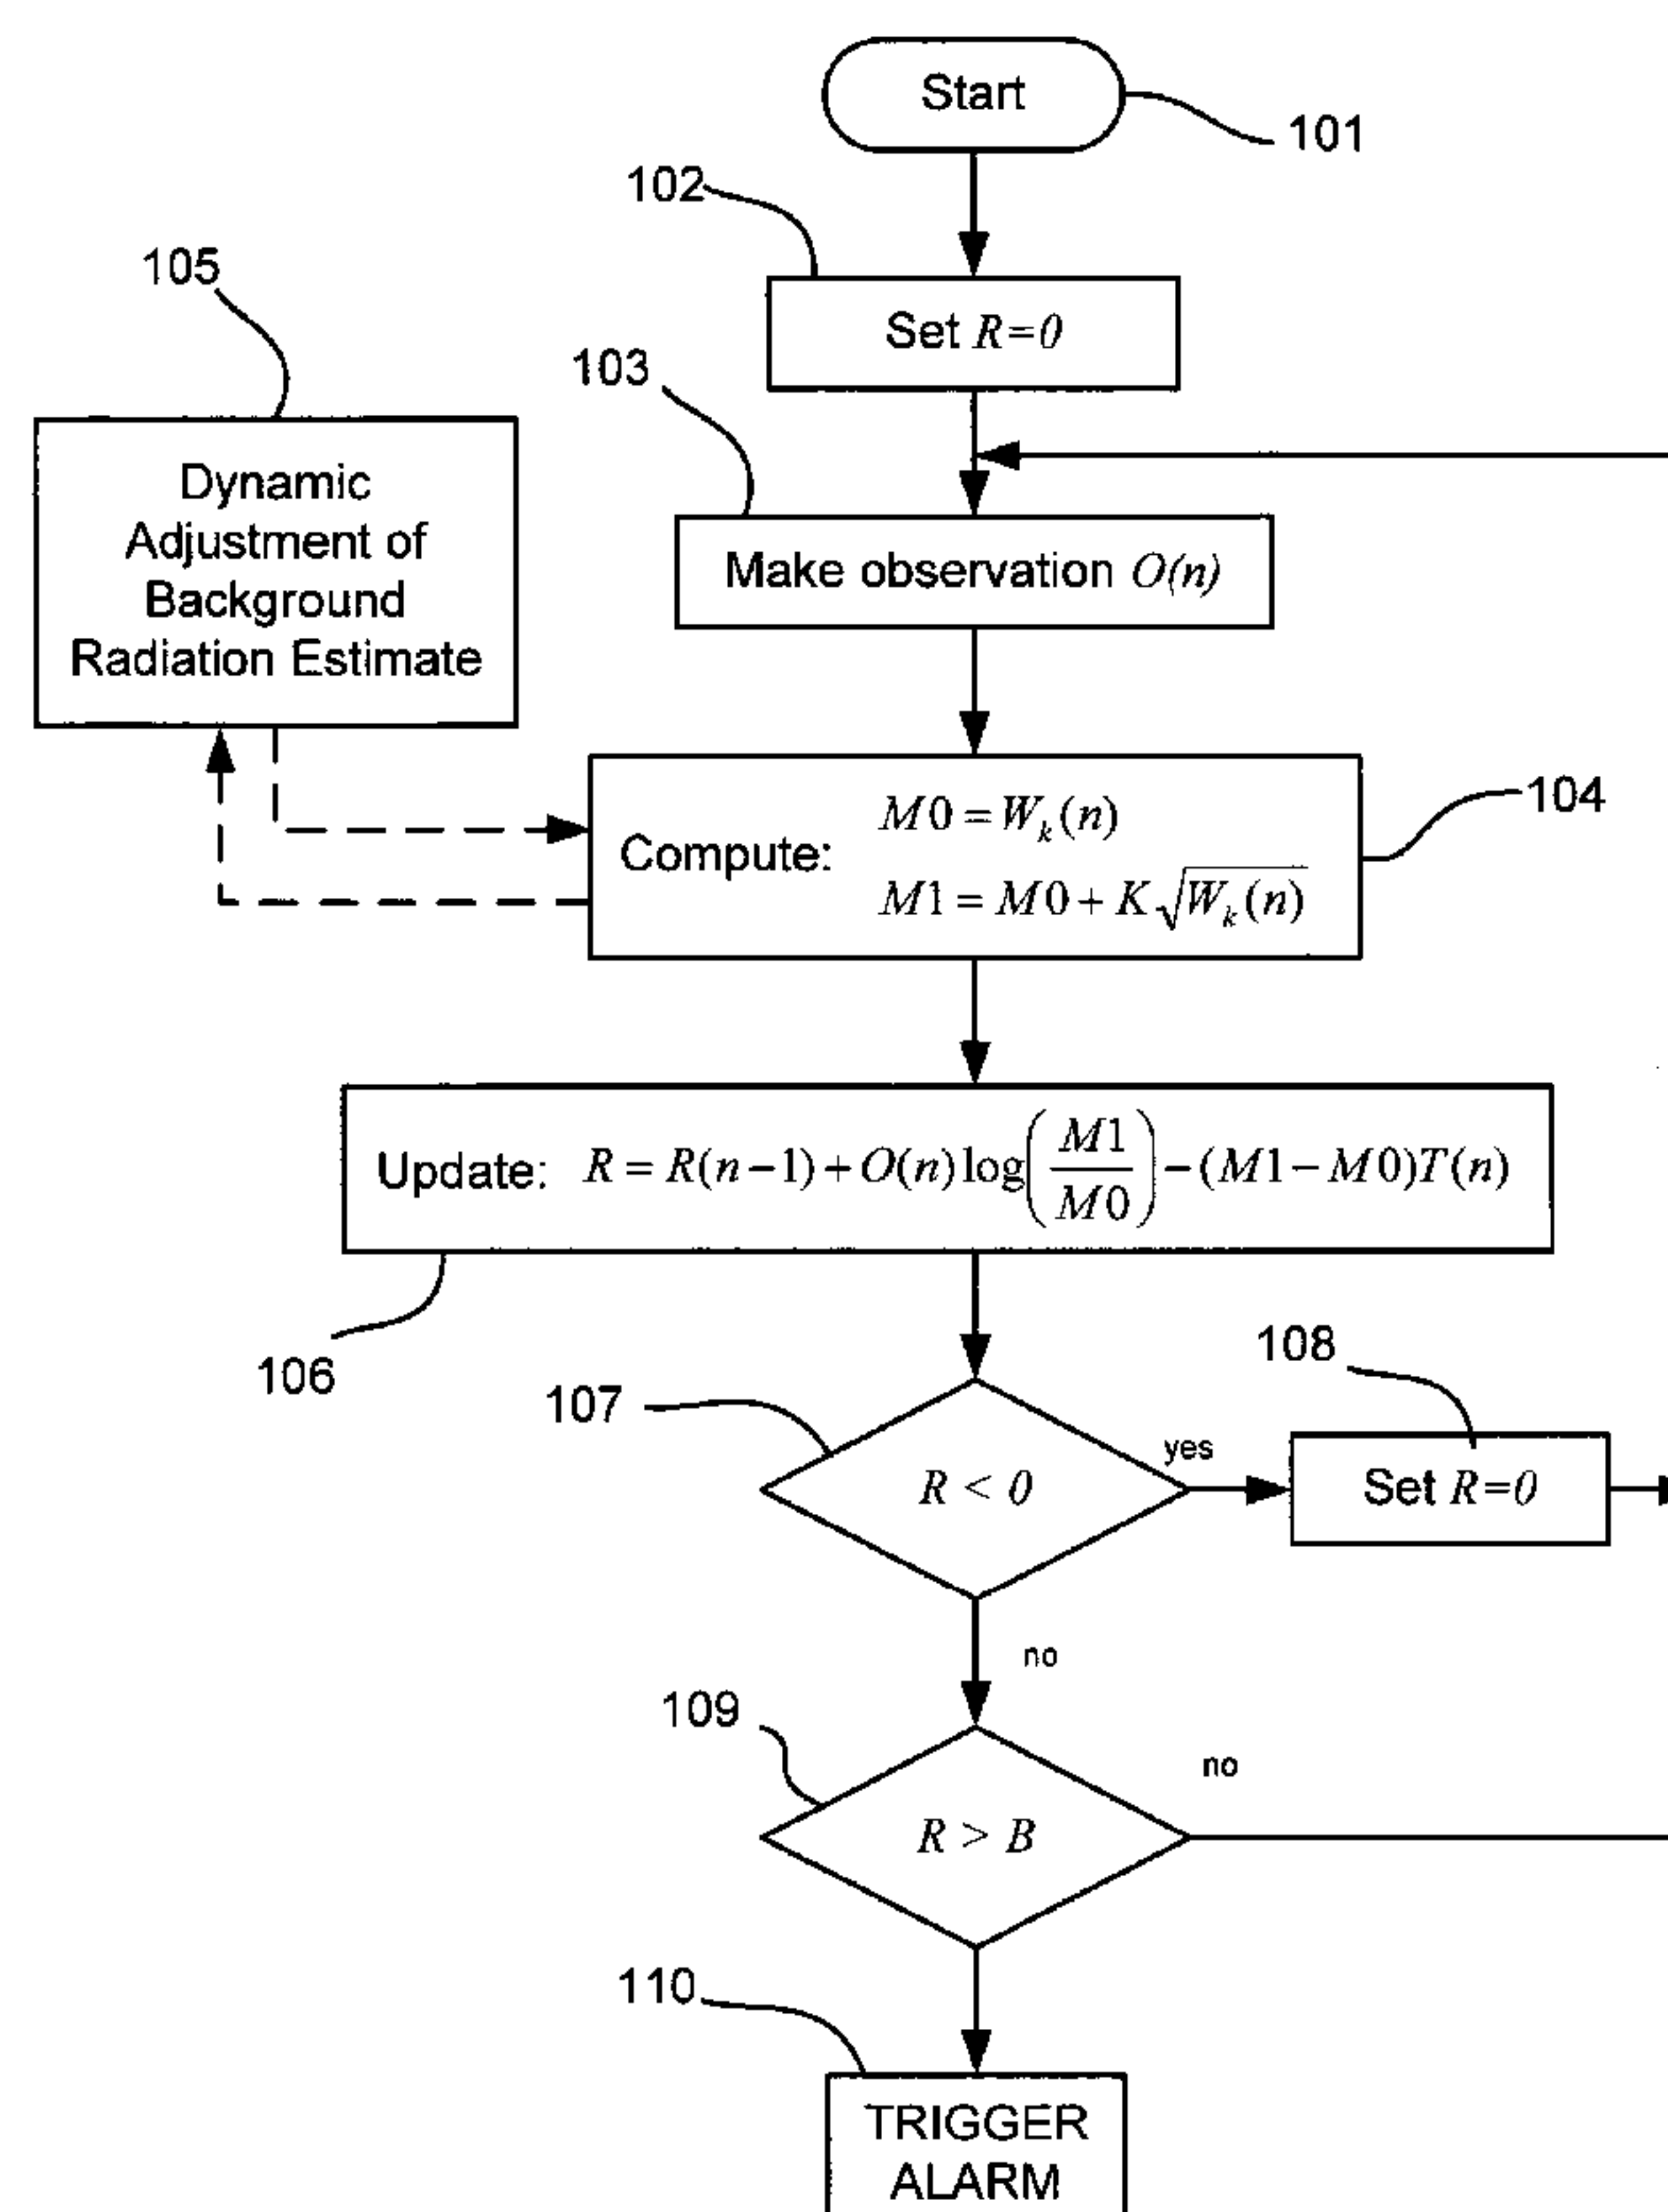 Start
101
102
Set R=0
105
103
Dynamic
Adjustment of
Background
Radiation Estimate
Make observation O(n)
104
Compute:
M0 = W_k(n)
M1 = M0 + K√W_k(n)
Update: R = R(n−1) + O(n) log(M1/M0) − (M1 − M0)T(n)
106
107
108
R < 0
yes
Set R=0
no
109
no
R > B
110
TRIGGER
ALARM